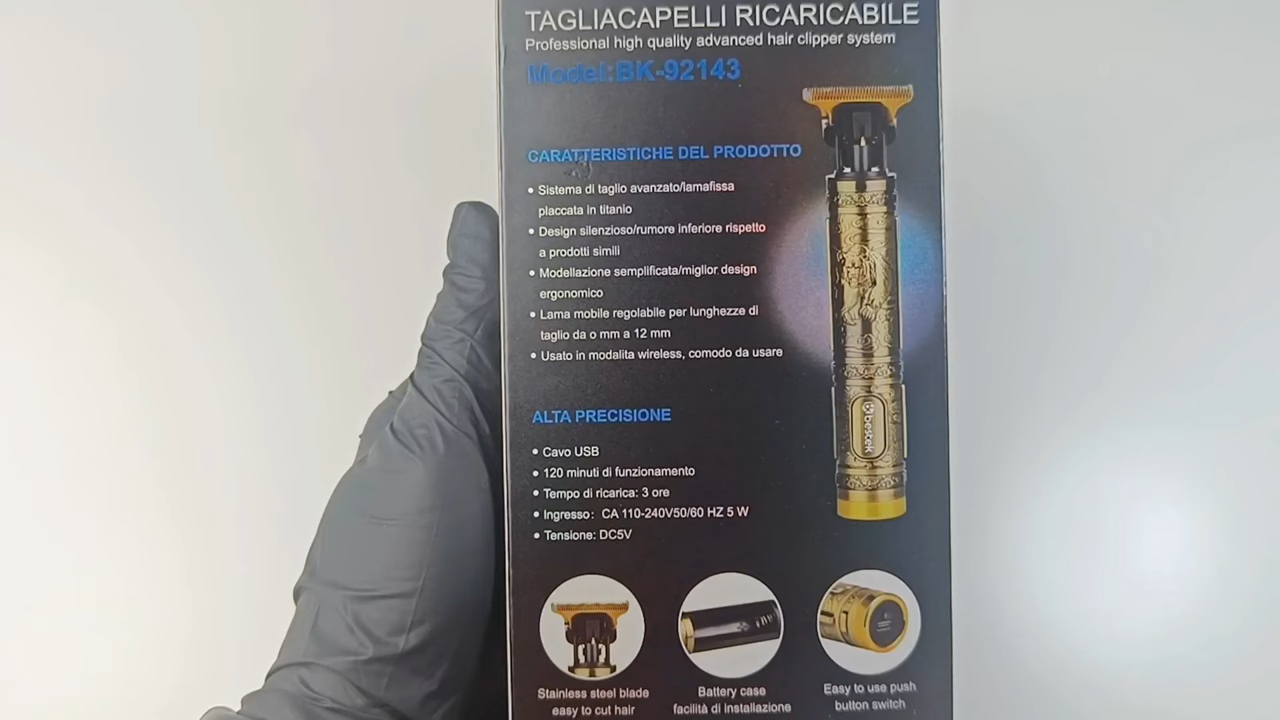 TAGLIACAPELLI RICARICABILE
Professional high quality advanced hair clipper system
Model:BK-92143
CARATTERISTICHE DEL PRODOTTO
• Sistema di taglio avanzato/lamafissa
placcata in titanio
• Design silenzioso/rumore inferiore rispetto
a prodotti simili
• Modellazione semplificata/miglior design
ergonomico
• Lama mobile regolabile per lunghezze di
taglio da o mm a 12 mm
• Usato in modalita wireless, comodo da usare
bestek
ALTA PRECISIONE
• Cavo USB
• 120 minuti di funzionamento
• Tempo di ricarica: 3 ore
• Ingresso: CA 110-240V50/60 HZ 5 W
• Tensione: DC5V
Stainless steel blade
easy to cut hair
Battery case
facilità di installazione
Easy to use push
button switch